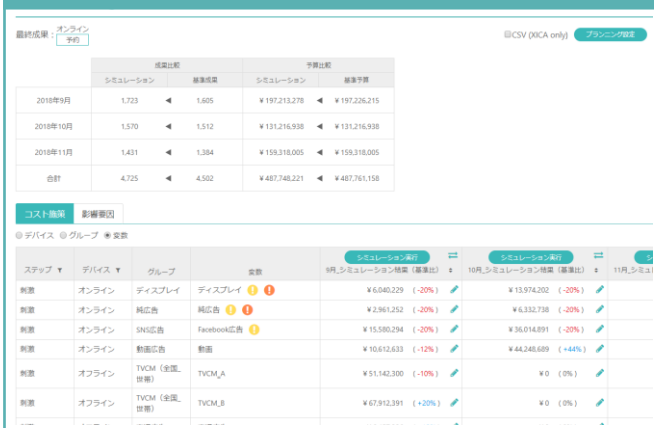 最終成果： オンライン 予約
CSV (XICA only) プランニング設定
成果比較 予算比較
シミュレーション 基準成果 シミュレーション 基準予算
2018年9月 1,723 ◀ 1,605 ¥ 197,213,278 ◀ ¥ 197,226,215
2018年10月 1,570 ◀ 1,512 ¥ 131,216,938 ◀ ¥ 131,216,938
2018年11月 1,431 ◀ 1,384 ¥ 159,318,005 ◀ ¥ 159,318,005
合計 4,725 ◀ 4,502 ¥ 487,748,221 ◀ ¥ 487,761,158
コスト施策 影響要因
デバイス グループ 変数
シミュレーション実行 シミュレーション実行
ステップ デバイス グループ 変数 9月_シミュレーション結果（基準比） 10月_シミュレーション結果（基準比） 11月_シミュ
刺激 オンライン ディスプレイ ディスプレイ ! ! ¥ 6,040,229 (-20%) ¥ 13,974,202 (-20%)
刺激 オンライン 純広告 純広告 ! ! ¥ 2,961,252 (-20%) ¥ 6,332,738 (-20%)
刺激 オンライン SNS広告 Facebook広告 ! ¥ 15,580,294 (-20%) ¥ 36,014,891 (-20%)
刺激 オンライン 動画広告 動画 ¥ 10,612,633 (-12%) ¥ 44,248,689 (+44%)
刺激 オフライン TVCM（全国_世帯） TVCM_A ¥ 51,142,300 (-10%) ¥ 0 (0%)
刺激 オフライン TVCM（全国_世帯） TVCM_B ¥ 67,912,391 (+20%) ¥ 0 (0%)